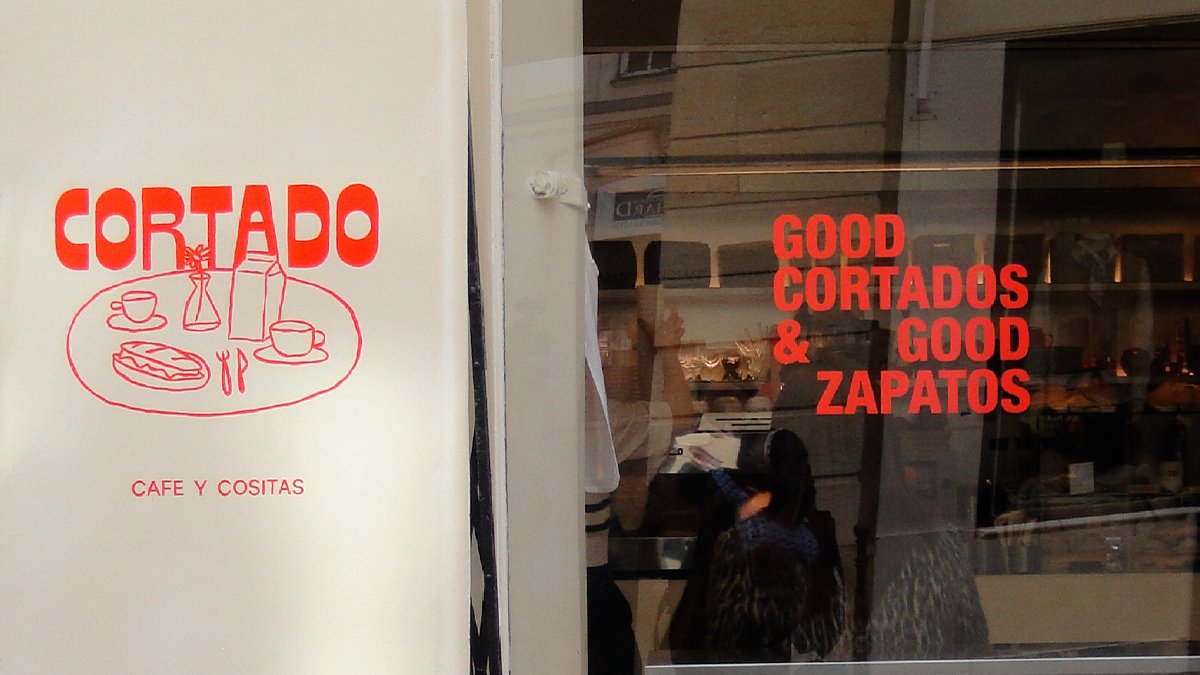 CORTADO
CAFE Y COSITAS
GOOD
CORTADOS
& GOOD
ZAPATOS